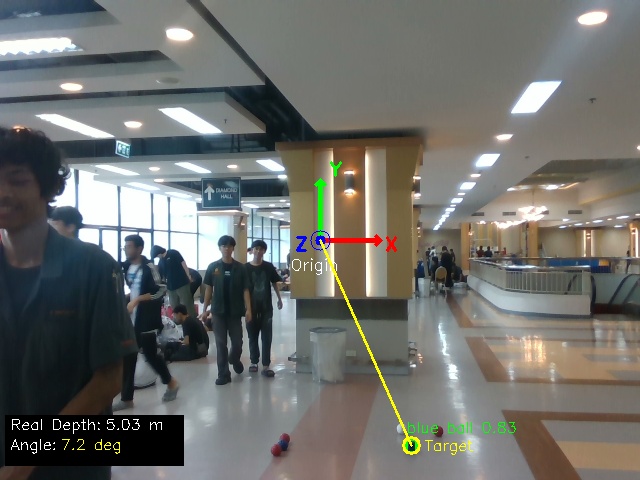 DIAMOND
HALL
Y
Z
X
Origin
blue ball 0.83
Target
Real Depth: 5.03 m
Angle: 7.2 deg